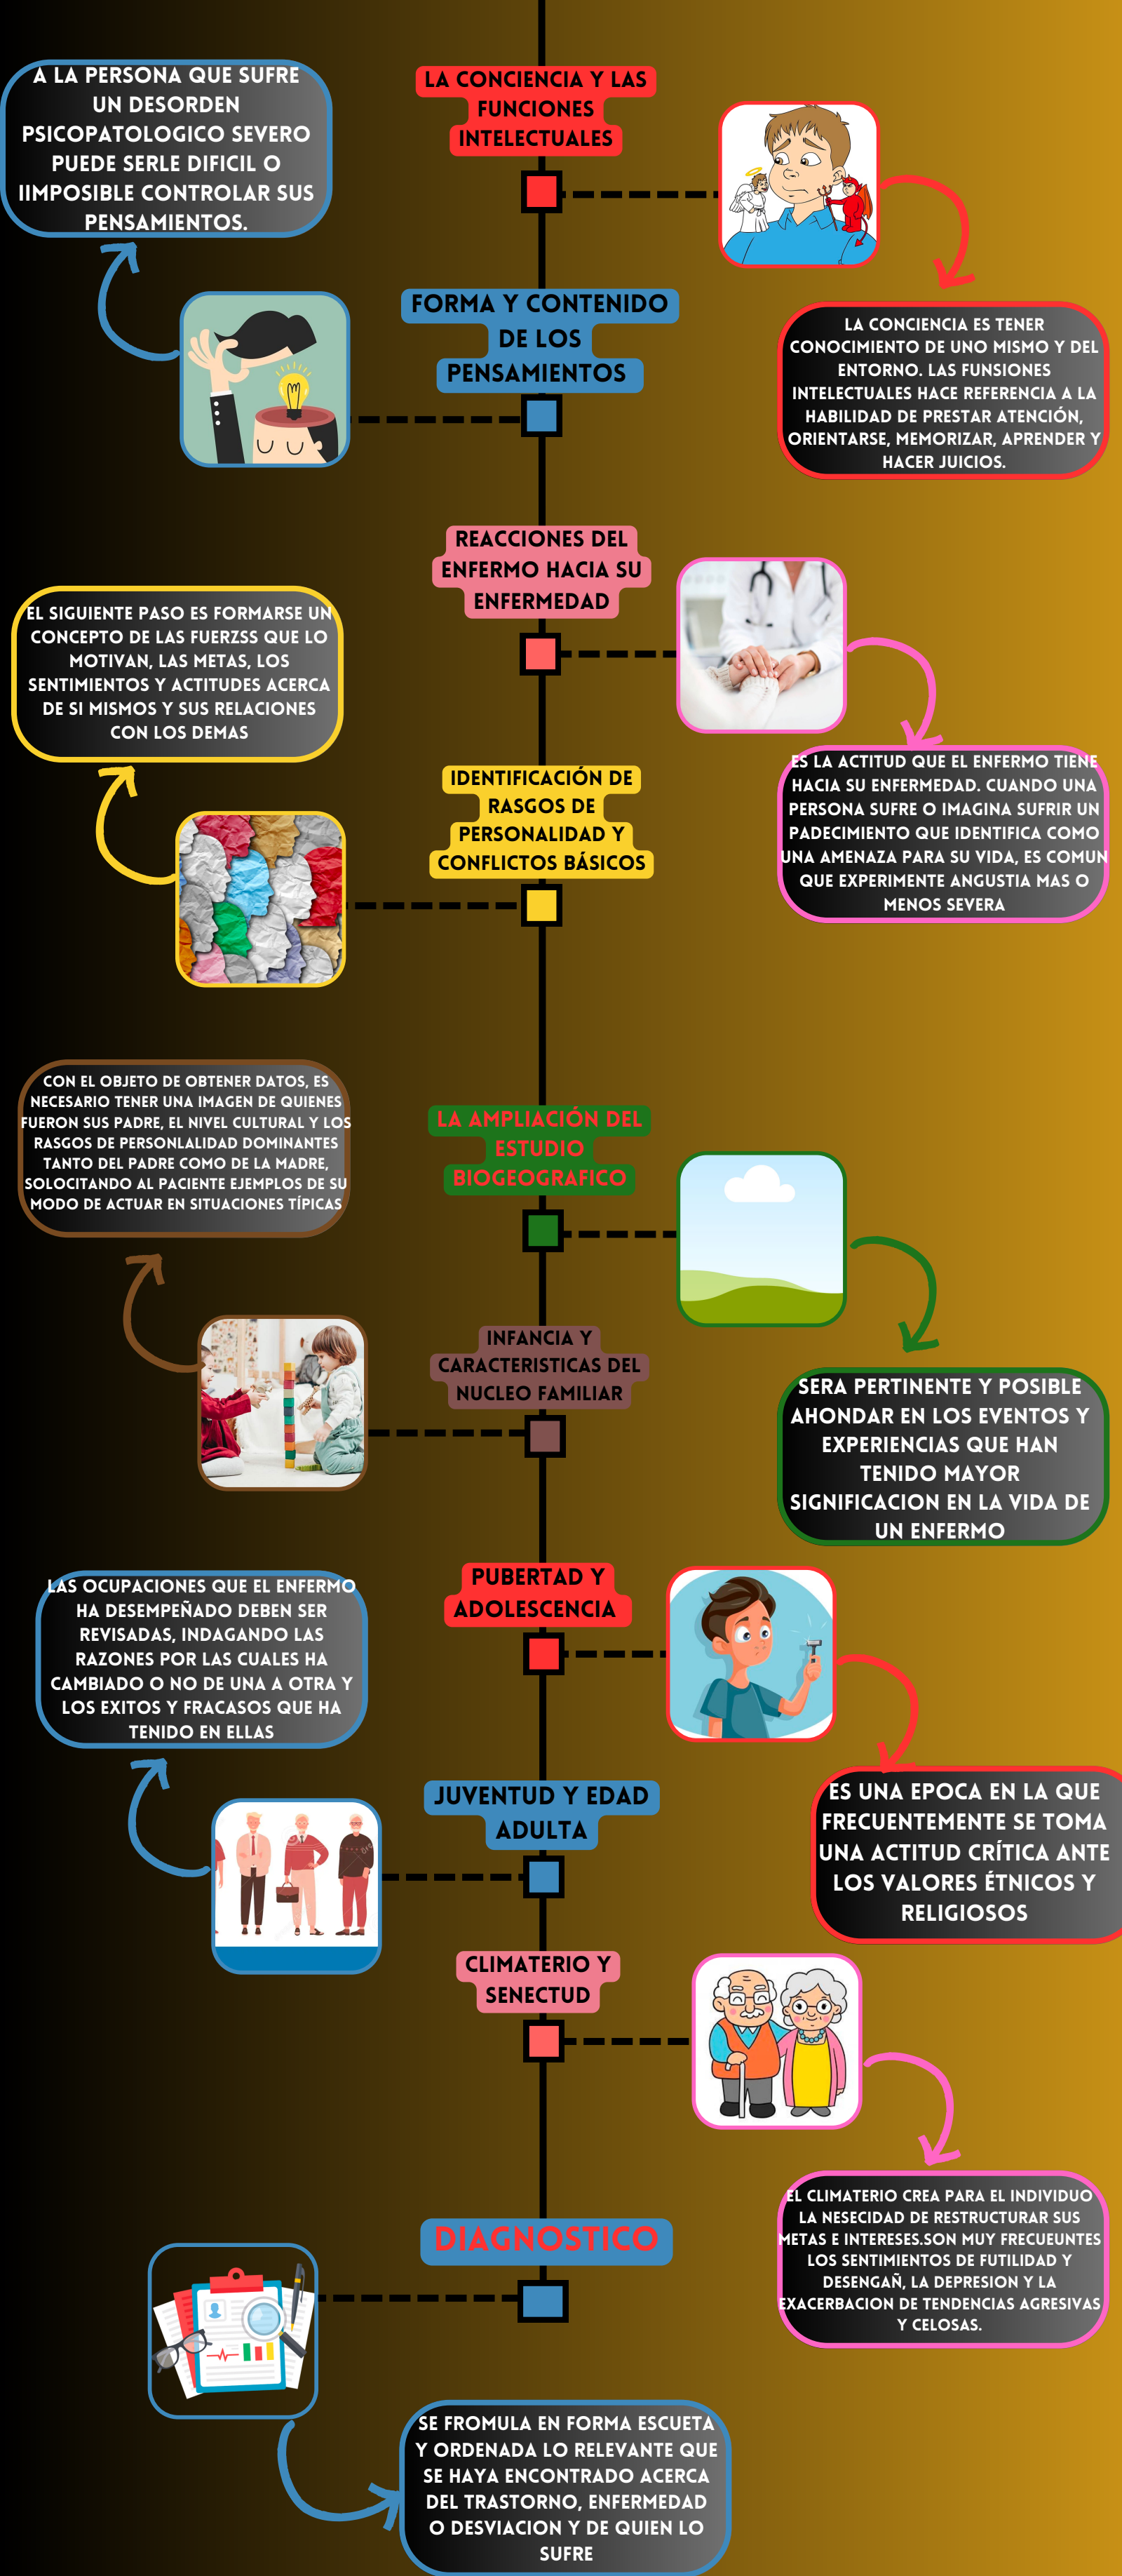 LA CONCIENCIA Y LAS
FUNCIONES
INTELECTUALES
LA CONCIENCIA ES TENER
CONOCIMIENTO DE UNO MISMO Y DEL
ENTORNO. LAS FUNSIONES
INTELECTUALES HACE REFERENCIA A LA
HABILIDAD DE PRESTAR ATENCIÓN,
ORIENTARSE, MEMORIZAR, APRENDER Y
HACER JUICIOS.
FORMA Y CONTENIDO
DE LOS
PENSAMIENTOS
A LA PERSONA QUE SUFRE
UN DESORDEN
PSICOPATOLOGICO SEVERO
PUEDE SERLE DIFICIL O
IIMPOSIBLE CONTROLAR SUS
PENSAMIENTOS.
REACCIONES DEL
ENFERMO HACIA SU
ENFERMEDAD
ES LA ACTITUD QUE EL ENFERMO TIENE
HACIA SU ENFERMEDAD. CUANDO UNA
PERSONA SUFRE O IMAGINA SUFRIR UN
PADECIMIENTO QUE IDENTIFICA COMO
UNA AMENAZA PARA SU VIDA, ES COMUN
QUE EXPERIMENTE ANGUSTIA MAS O
MENOS SEVERA
IDENTIFICACIÓN DE
RASGOS DE
PERSONALIDAD Y
CONFLICTOS BÁSICOS
EL SIGUIENTE PASO ES FORMARSE UN
CONCEPTO DE LAS FUERZSS QUE LO
MOTIVAN, LAS METAS, LOS
SENTIMIENTOS Y ACTITUDES ACERCA
DE SI MISMOS Y SUS RELACIONES
CON LOS DEMAS
LA AMPLIACIÓN DEL
ESTUDIO
BIOGEOGRAFICO
SERA PERTINENTE Y POSIBLE
AHONDAR EN LOS EVENTOS Y
EXPERIENCIAS QUE HAN
TENIDO MAYOR
SIGNIFICACION EN LA VIDA DE
UN ENFERMO
INFANCIA Y
CARACTERISTICAS DEL
NUCLEO FAMILIAR
CON EL OBJETO DE OBTENER DATOS, ES
NECESARIO TENER UNA IMAGEN DE QUIENES
FUERON SUS PADRE, EL NIVEL CULTURAL Y LOS
RASGOS DE PERSONLALIDAD DOMINANTES
TANTO DEL PADRE COMO DE LA MADRE,
SOLOCITANDO AL PACIENTE EJEMPLOS DE SU
MODO DE ACTUAR EN SITUACIONES TÍPICAS
PUBERTAD Y
ADOLESCENCIA
ES UNA EPOCA EN LA QUE
FRECUENTEMENTE SE TOMA
UNA ACTITUD CRÍTICA ANTE
LOS VALORES ÉTNICOS Y
RELIGIOSOS
JUVENTUD Y EDAD
ADULTA
LAS OCUPACIONES QUE EL ENFERMO
HA DESEMPEÑADO DEBEN SER
REVISADAS, INDAGANDO LAS
RAZONES POR LAS CUALES HA
CAMBIADO O NO DE UNA A OTRA Y
LOS EXITOS Y FRACASOS QUE HA
TENIDO EN ELLAS
CLIMATERIO Y
SENECTUD
EL CLIMATERIO CREA PARA EL INDIVIDUO
LA NESECIDAD DE RESTRUCTURAR SUS
METAS E INTERESES.SON MUY FRECUEUNTES
LOS SENTIMIENTOS DE FUTILIDAD Y
DESENGAÑ, LA DEPRESION Y LA
EXACERBACION DE TENDENCIAS AGRESIVAS
Y CELOSAS.
DIAGNOSTICO
SE FROMULA EN FORMA ESCUETA
Y ORDENADA LO RELEVANTE QUE
SE HAYA ENCONTRADO ACERCA
DEL TRASTORNO, ENFERMEDAD
O DESVIACION Y DE QUIEN LO
SUFRE